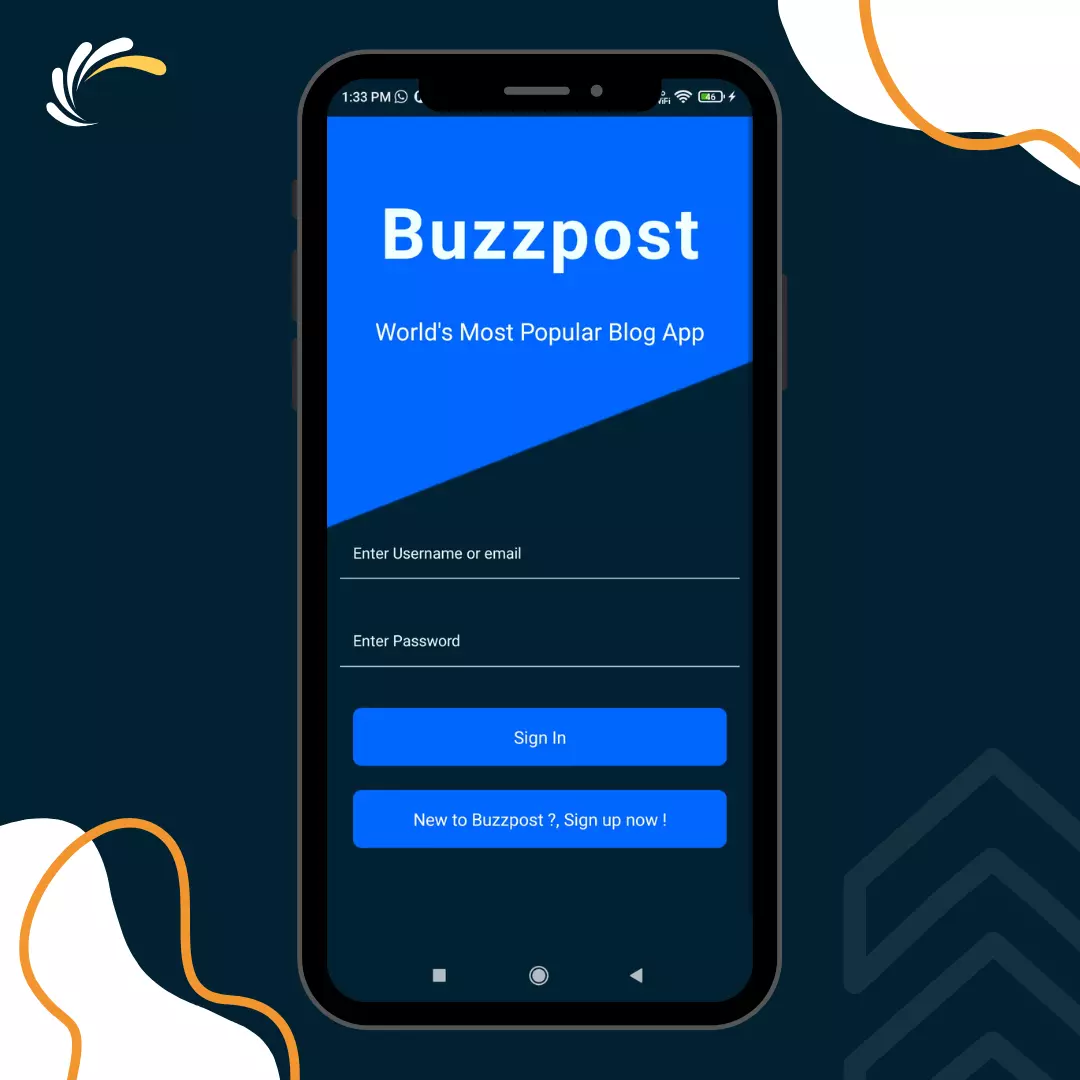 1:33 PM
46
Buzzpost
World's Most Popular Blog App
Enter Username or email
Enter Password
Sign In
New to Buzzpost ?, Sign up now !